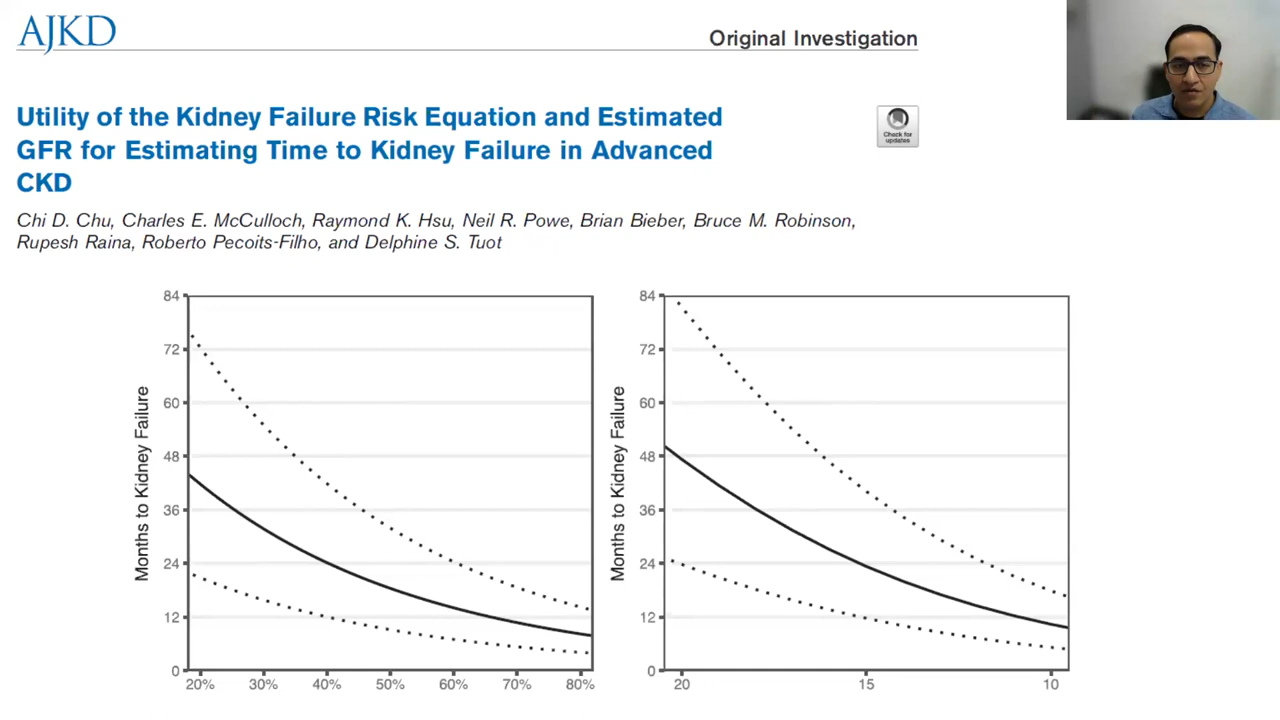 AJKD
Original Investigation
Utility of the Kidney Failure Risk Equation and Estimated
GFR for Estimating Time to Kidney Failure in Advanced
CKD
Check for
updates
Chi D. Chu, Charles E. McCulloch, Raymond K. Hsu, Neil R. Powe, Brian Bieber, Bruce M. Robinson,
Rupesh Raina, Roberto Pecoits-Filho, and Delphine S. Tuot
Months to Kidney Failure
84
72
60
48
36
24
12
0
20% 30% 40% 50% 60% 70% 80%
Months to Kidney Failure
84
72
60
48
36
24
12
0
20 15 10